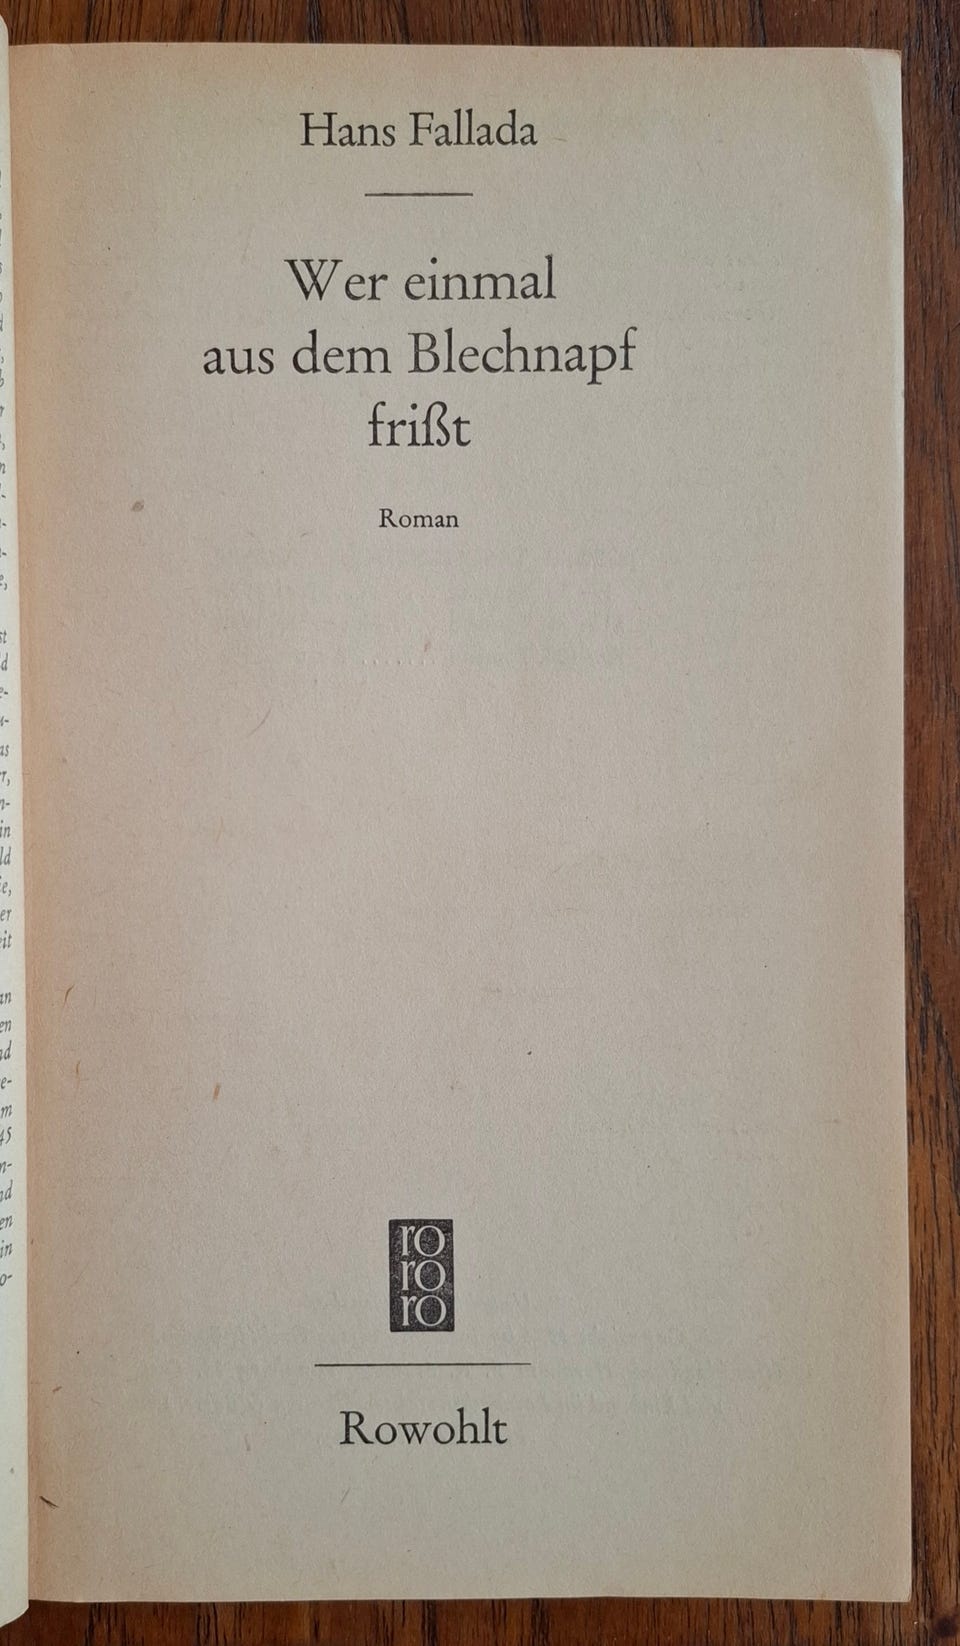 Hans Fallada
Wer einmal
aus dem Blechnapf
frißt
Roman
ro
ro
ro
Rowohlt